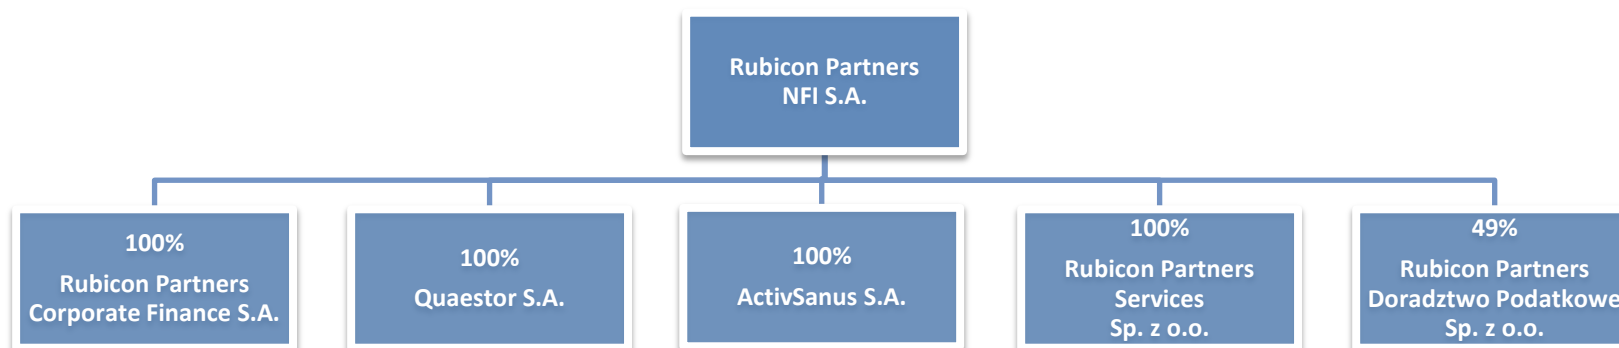 Rubicon Partners
NFI S.A.
100%
Rubicon Partners
Corporate Finance S.A.
100%
Quaestor S.A.
100%
ActivSanus S.A.
100%
Rubicon Partners
Services
Sp. z o.o.
49%
Rubicon Partners
Doradztwo Podatkowe
Sp. z o.o.